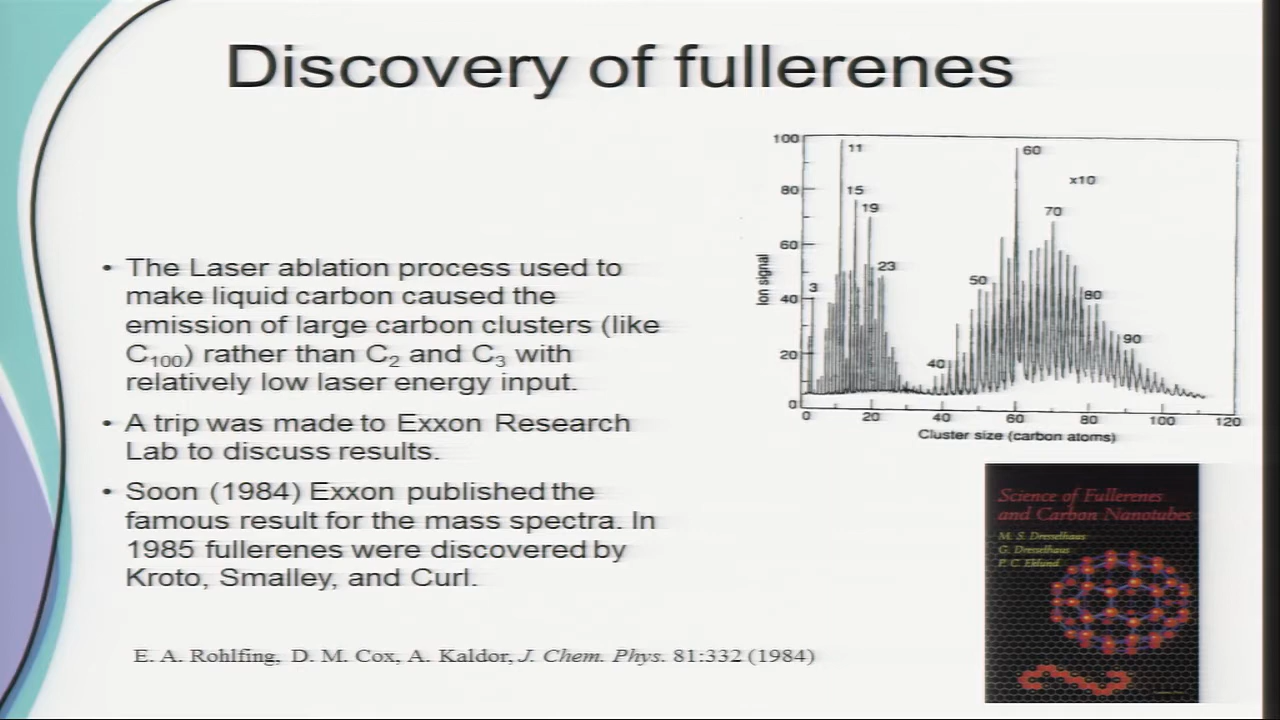 Discovery of fullerenes
• The Laser ablation process used to
make liquid carbon caused the
emission of large carbon clusters (like
C₁₀₀) rather than C₂ and C₃ with
relatively low laser energy input.
• A trip was made to Exxon Research
Lab to discuss results.
• Soon (1984) Exxon published the
famous result for the mass spectra. In
1985 fullerenes were discovered by
Kroto, Smalley, and Curl.
E. A. Rohlfing, D. M. Cox, A. Kaldor, J. Chem. Phys. 81:332 (1984)
100
80
60
40
20
0
Ion signal
3
11
15
19
23
40
50
60
70
80
90
x10
0 20 40 60 80 100 120
Cluster size (carbon atoms)
Science of Fullerenes
and Carbon Nanotubes
M. S. Dresselhaus
G. Dresselhaus
P. C. Eklund